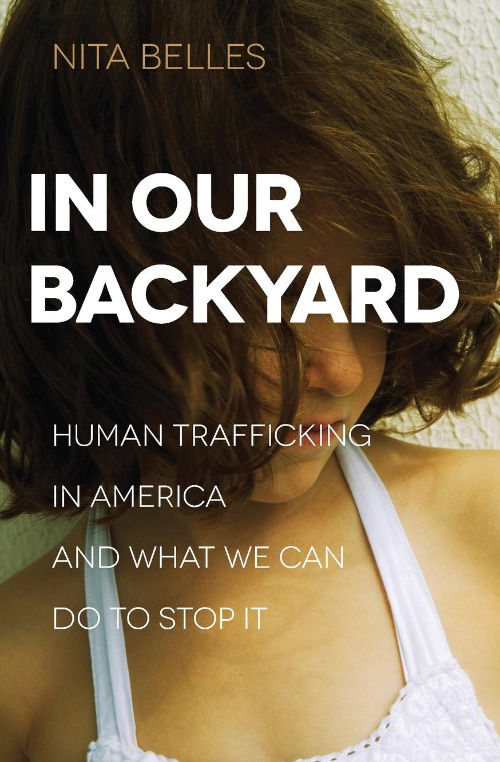 NITA BELLES
IN OUR
BACKYARD
HUMAN TRAFFICKING
IN AMERICA
AND WHAT WE CAN
DO TO STOP IT